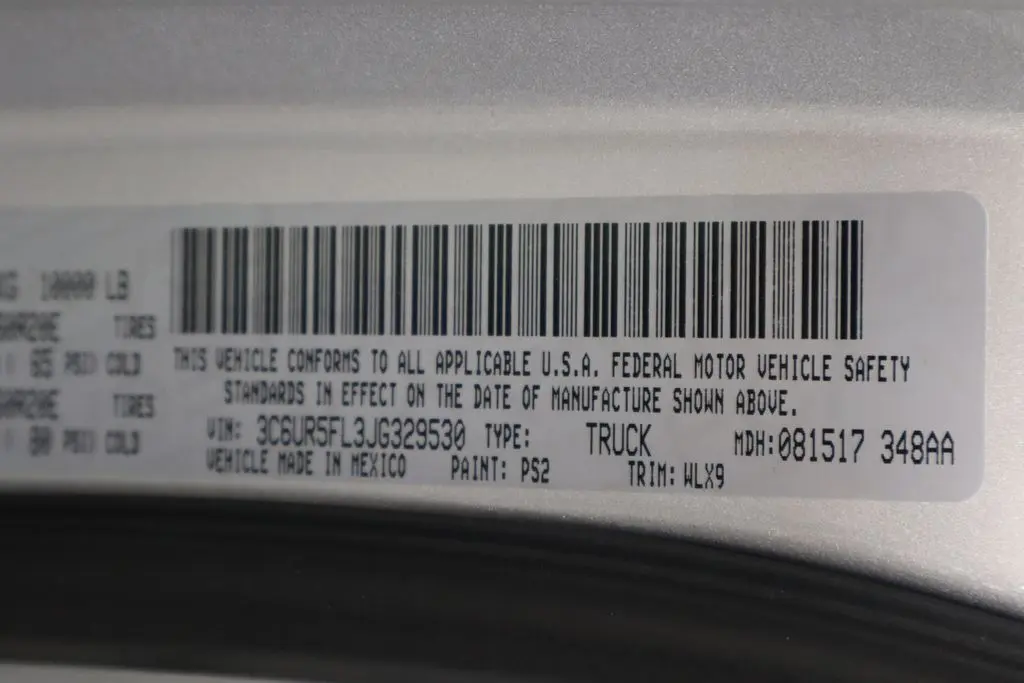 10000 LB
TIRES
65 PSI) COLD
TIRES
80 PSI) COLD
THIS VEHICLE CONFORMS TO ALL APPLICABLE U.S.A. FEDERAL MOTOR VEHICLE SAFETY
STANDARDS IN EFFECT ON THE DATE OF MANUFACTURE SHOWN ABOVE.
VIN: 3C6UR5FL3JG329530 TYPE: TRUCK MDH:081517 348AA
VEHICLE MADE IN MEXICO PAINT: PS2 TRIM: WLX9